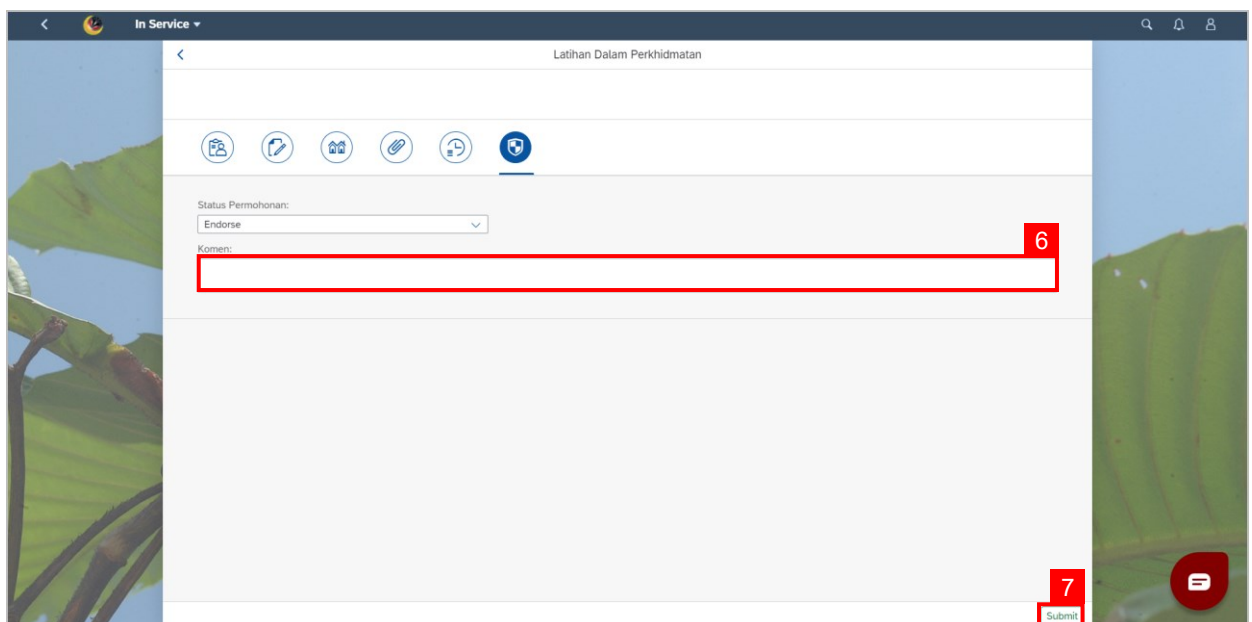 In Service
Latihan Dalam Perkhidmatan
Status Permohonan:
Endorse
Komen:
6
7
Submit